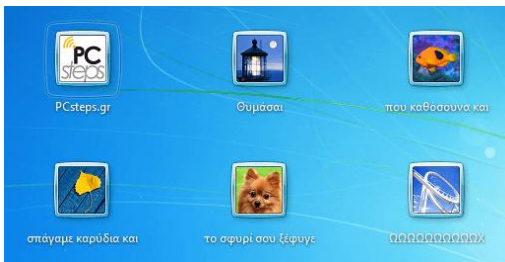 PC
steps
PCsteps.gr
Θυμάσαι
που καθόσουνα και
σπάγαμε καρύδια και
το σφυρί σου ξέφυγε
ΩΩΩΩΩΩΩΩΩΩΧ